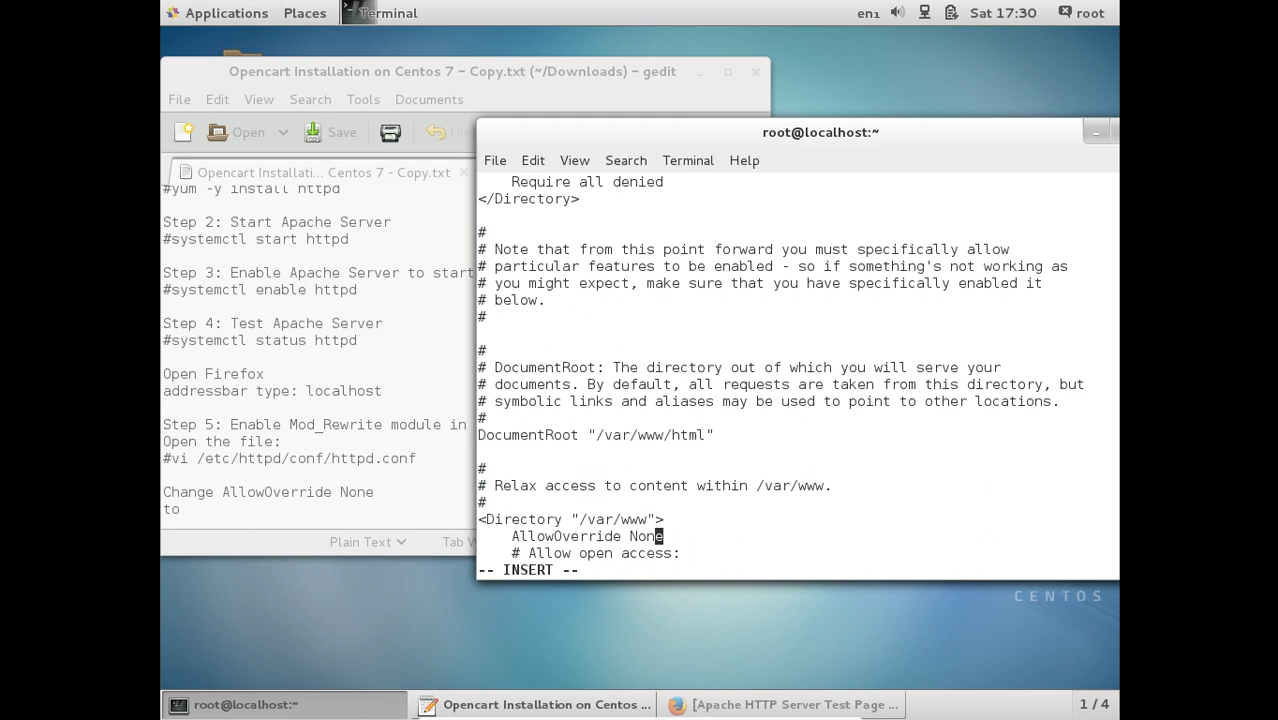 Applications Places Terminal en1 Sat 17:30 root
Opencart Installation on Centos 7 – Copy.txt (~/Downloads) – gedit
File Edit View Search Tools Documents
Open Save
Opencart Installati... Centos 7 - Copy.txt
#yum -y install httpd
Step 2: Start Apache Server
#systemctl start httpd
Step 3: Enable Apache Server to start
#systemctl enable httpd
Step 4: Test Apache Server
#systemctl status httpd
Open Firefox
addressbar type: localhost
Step 5: Enable Mod_Rewrite module in
Open the file:
#vi /etc/httpd/conf/httpd.conf
Change AllowOverride None
to
Plain Text
root@localhost:~
File Edit View Search Terminal Help
Require all denied
</Directory>
#
# Note that from this point forward you must specifically allow
# particular features to be enabled - so if something's not working as
# you might expect, make sure that you have specifically enabled it
# below.
#
#
# DocumentRoot: The directory out of which you will serve your
# documents. By default, all requests are taken from this directory, but
# symbolic links and aliases may be used to point to other locations.
#
DocumentRoot "/var/www/html"
#
# Relax access to content within /var/www.
#
<Directory "/var/www">
AllowOverride None
# Allow open access:
-- INSERT --
CENTOS
root@localhost:~ Opencart Installation on Centos ... [Apache HTTP Server Test Page ... 1 / 4